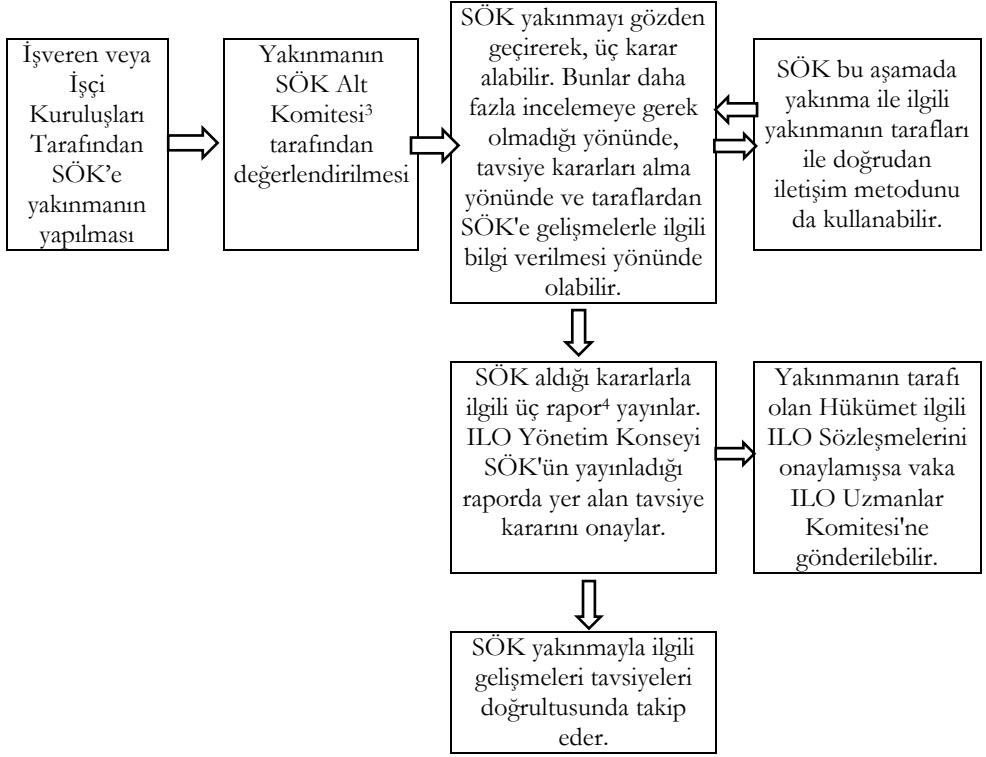 İşveren veya
İşçi
Kuruluşları
Tarafından
SÖK’e
yakınmanın
yapılması
Yakınmanın
SÖK Alt
Komitesi³
tarafından
değerlendirilmesi
SÖK yakınmayı gözden
geçirerek, üç karar
alabilir. Bunlar daha
fazla incelemeye gerek
olmadığı yönünde,
tavsiye kararları alma
yönünde ve taraflardan
SÖK'e gelişmelerle ilgili
bilgi verilmesi yönünde
olabilir.
SÖK bu aşamada
yakınma ile ilgili
yakınmanın tarafları
ile doğrudan
iletişim metodunu
da kullanabilir.
SÖK aldığı kararlarla
ilgili üç rapor⁴ yayınlar.
ILO Yönetim Konseyi
SÖK'ün yayınladığı
raporda yer alan tavsiye
kararını onaylar.
Yakınmanın tarafı
olan Hükümet ilgili
ILO Sözleşmelerini
onaylamışsa vaka
ILO Uzmanlar
Komitesi'ne
gönderilebilir.
SÖK yakınmayla ilgili
gelişmeleri tavsiyeleri
doğrultusunda takip
eder.